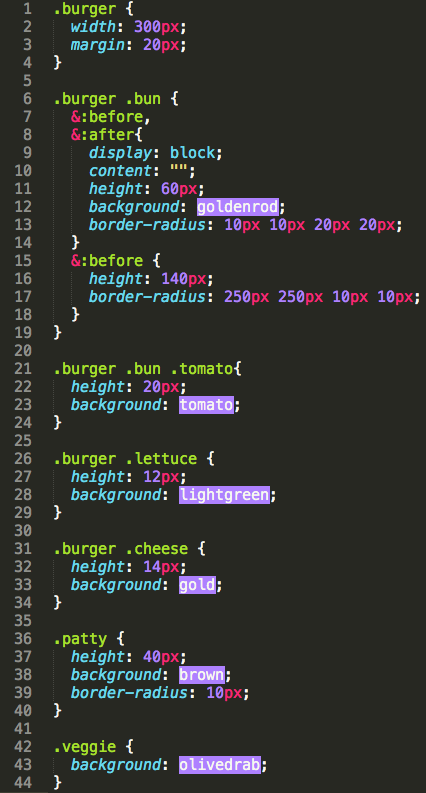 1 .burger {
2   width: 300px;
3   margin: 20px;
4 }
5
6 .burger .bun {
7   &:before,
8   &:after{
9     display: block;
10     content: "";
11     height: 60px;
12     background: goldenrod;
13     border-radius: 10px 10px 20px 20px;
14   }
15   &:before {
16     height: 140px;
17     border-radius: 250px 250px 10px 10px;
18   }
19 }
20
21 .burger .bun .tomato{
22   height: 20px;
23   background: tomato;
24 }
25
26 .burger .lettuce {
27   height: 12px;
28   background: lightgreen;
29 }
30
31 .burger .cheese {
32   height: 14px;
33   background: gold;
34 }
35
36 .patty {
37   height: 40px;
38   background: brown;
39   border-radius: 10px;
40 }
41
42 .veggie {
43   background: olivedrab;
44 }